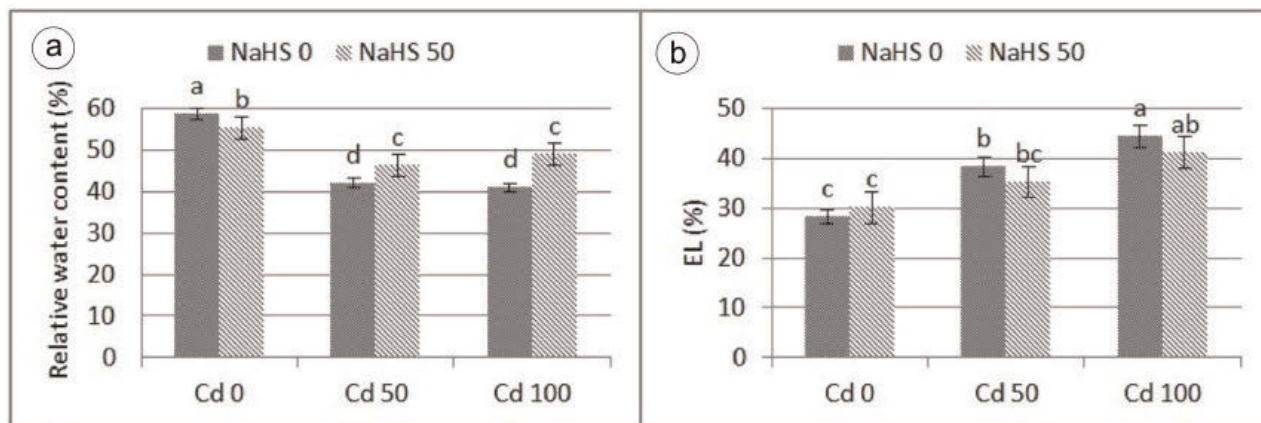 a
NaHS 0 NaHS 50
Relative water content (%)
60
50
40
30
20
10
0
a b
d c
d c
Cd 0 Cd 50 Cd 100
b
NaHS 0 NaHS 50
EL (%)
50
40
30
20
10
0
c c
b bc
a ab
Cd 0 Cd 50 Cd 100